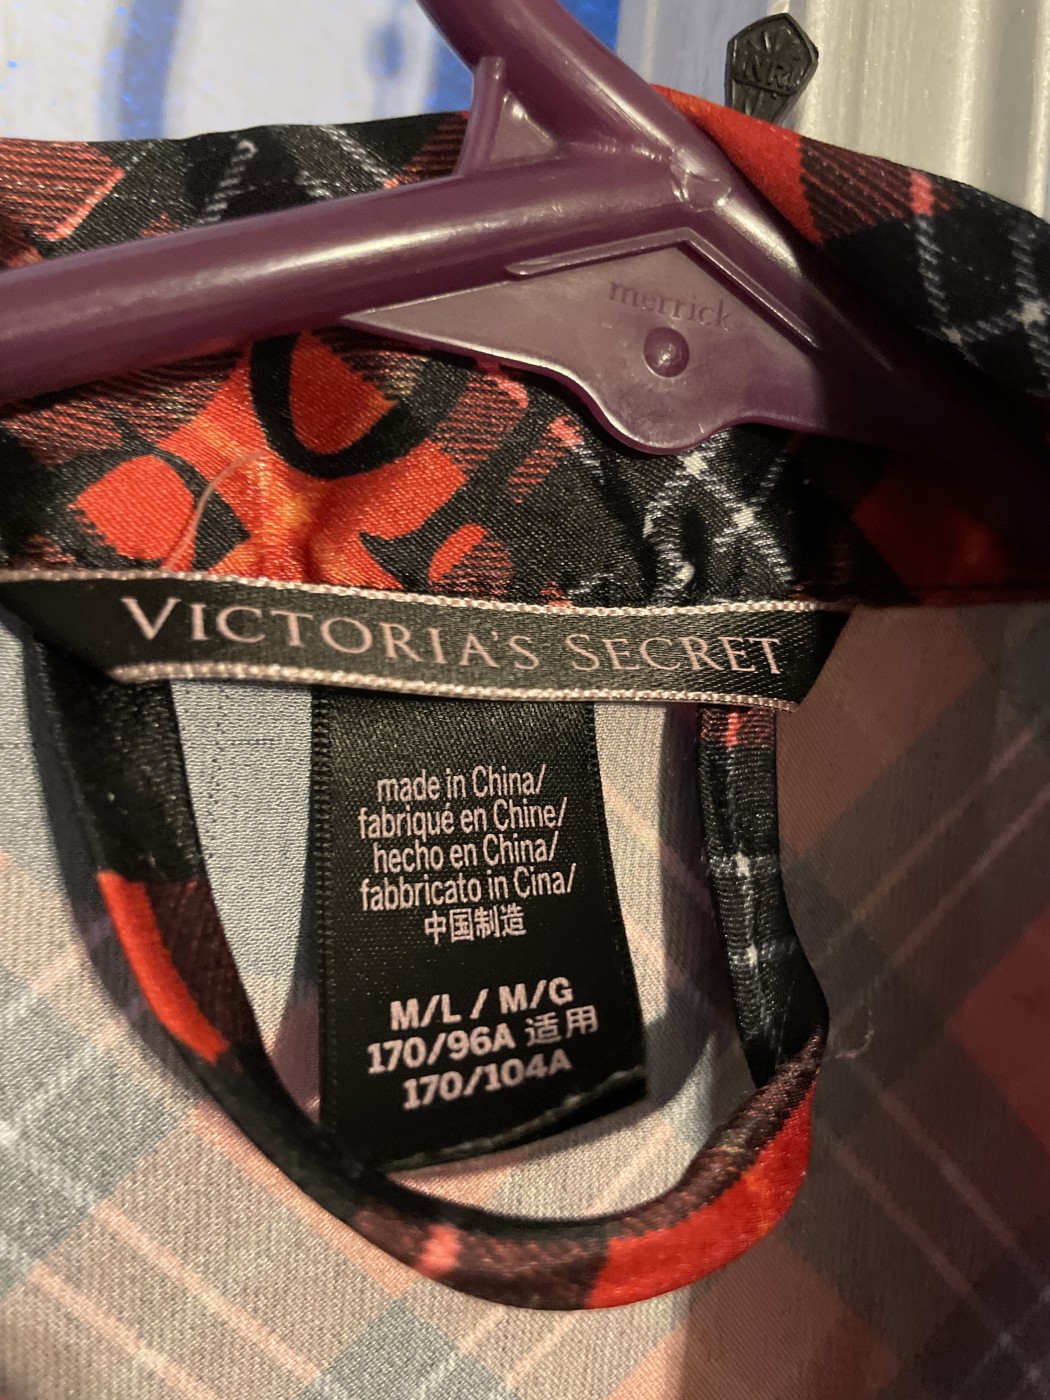 NRA
merrick
VICTORIA'S SECRET
made in China/
fabriqué en Chine/
hecho en China/
fabbricato in Cina/
中国制造
M/L / M/G
170/96A 适用
170/104A